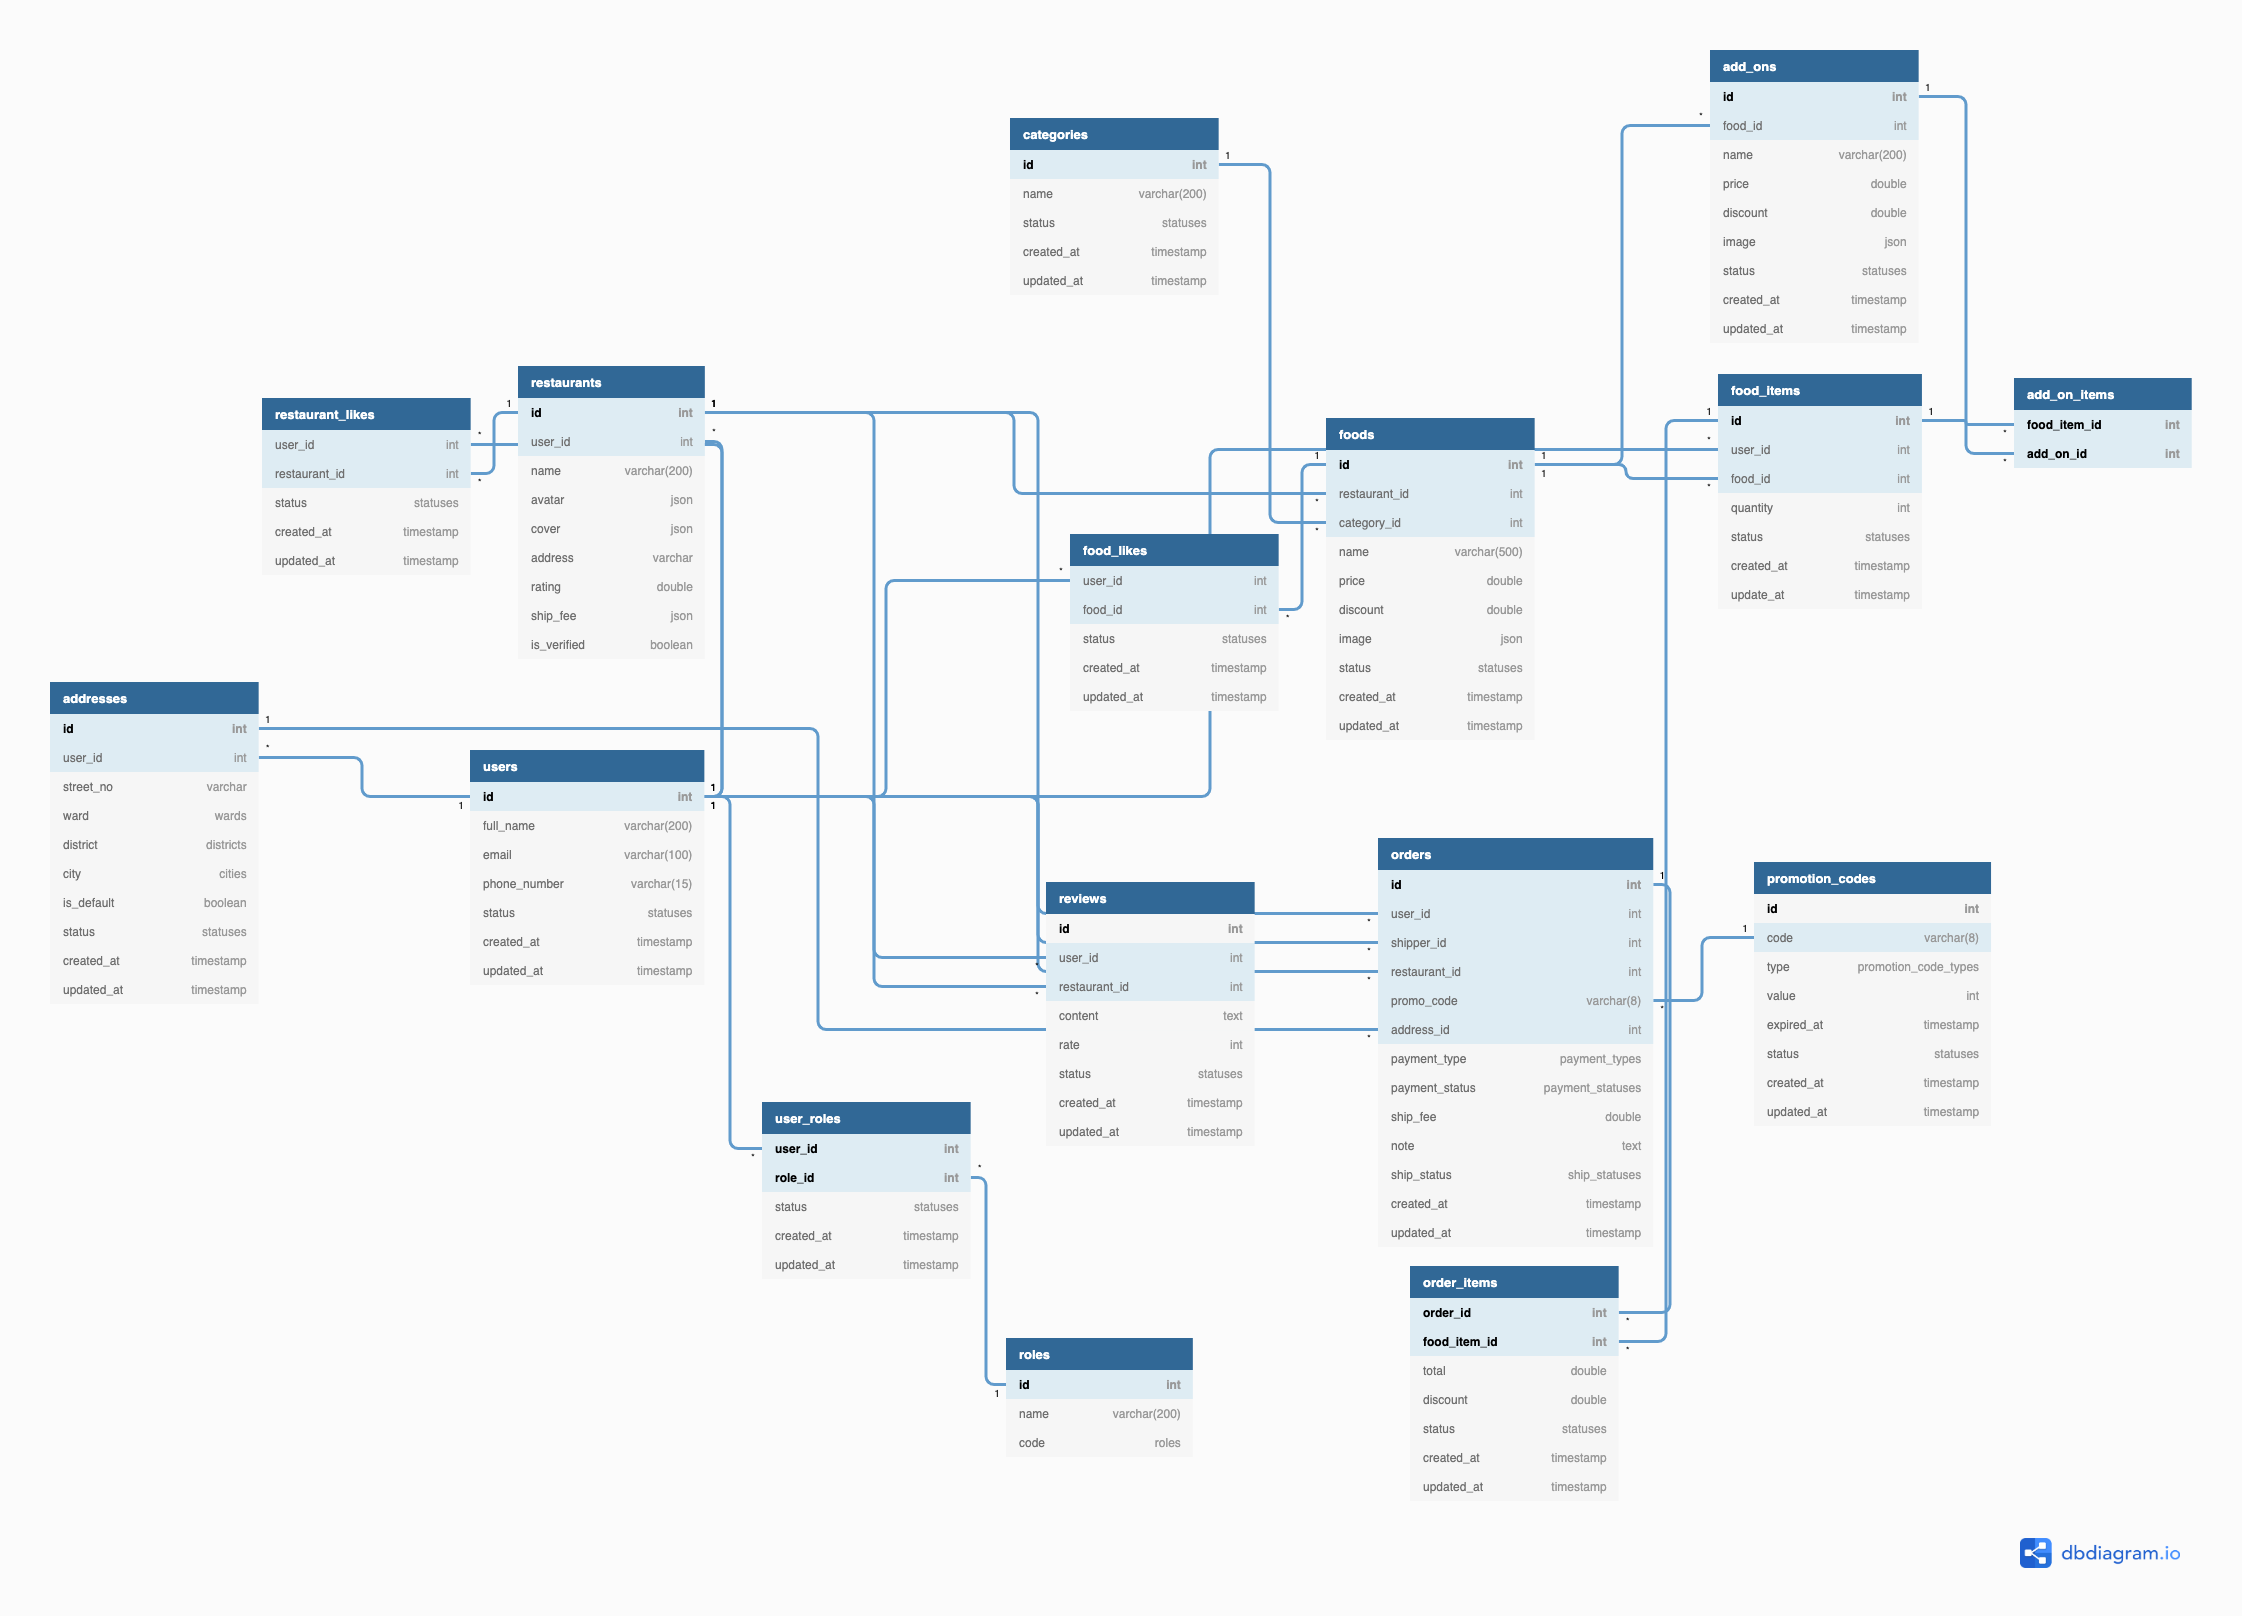 add_ons
id int
food_id int
name varchar(200)
price double
discount double
image json
status statuses
created_at timestamp
updated_at timestamp
categories
id int
name varchar(200)
status statuses
created_at timestamp
updated_at timestamp
restaurants
id int
user_id int
name varchar(200)
avatar json
cover json
address varchar
rating double
ship_fee json
is_verified boolean
restaurant_likes
user_id int
restaurant_id int
status statuses
created_at timestamp
updated_at timestamp
foods
id int
restaurant_id int
category_id int
name varchar(500)
price double
discount double
image json
status statuses
created_at timestamp
updated_at timestamp
food_items
id int
user_id int
food_id int
quantity int
status statuses
created_at timestamp
update_at timestamp
add_on_items
food_item_id int
add_on_id int
food_likes
user_id int
food_id int
status statuses
created_at timestamp
updated_at timestamp
addresses
id int
user_id int
street_no varchar
ward wards
district districts
city cities
is_default boolean
status statuses
created_at timestamp
updated_at timestamp
users
id int
full_name varchar(200)
email varchar(100)
phone_number varchar(15)
status statuses
created_at timestamp
updated_at timestamp
reviews
id int
user_id int
restaurant_id int
content text
rate int
status statuses
created_at timestamp
updated_at timestamp
orders
id int
user_id int
shipper_id int
restaurant_id int
promo_code varchar(8)
address_id int
payment_type payment_types
payment_status payment_statuses
ship_fee double
note text
ship_status ship_statuses
created_at timestamp
updated_at timestamp
promotion_codes
id int
code varchar(8)
type promotion_code_types
value int
expired_at timestamp
status statuses
created_at timestamp
updated_at timestamp
user_roles
user_id int
role_id int
status statuses
created_at timestamp
updated_at timestamp
order_items
order_id int
food_item_id int
total double
discount double
status statuses
created_at timestamp
updated_at timestamp
roles
id int
name varchar(200)
code roles
dbdiagram.io